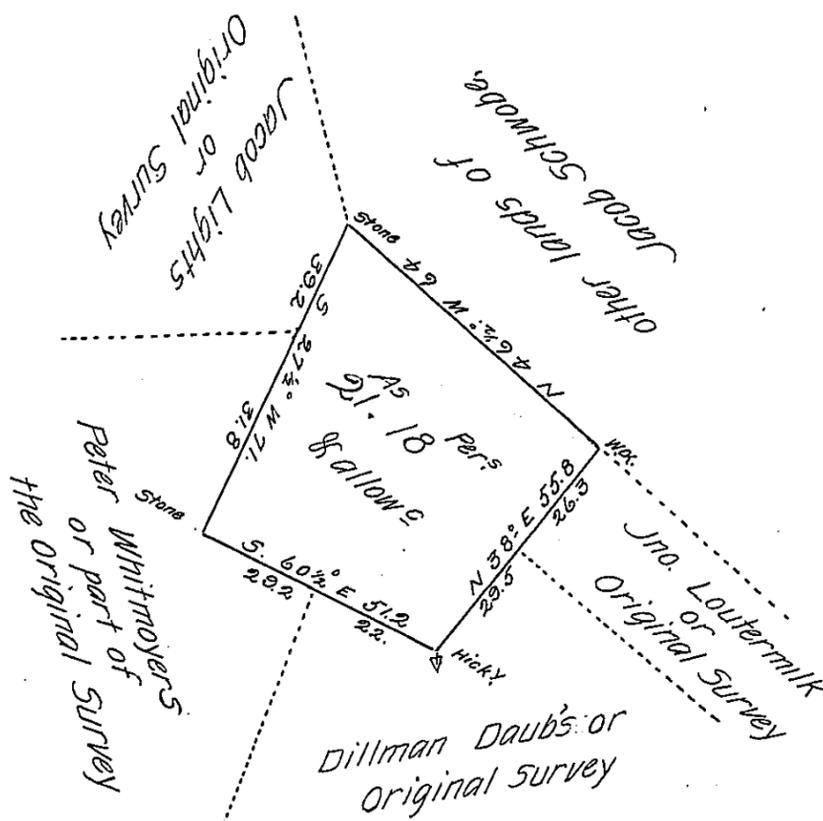 Jacob Lights
or
Original Survey
other lands of
Jacob Schwobe,
Stone
N 46½° W 64
39.2
S 27½° W 71.
31.8
As
21. 18 Pers
& allowc
W.O.
N 38° E 55.8
26.3
29.5
Jno. Loutermilk
or
Original Survey
Peter Whitmoyers
or part of
the original Survey
Stone
S. 60½° E 51.2
29.2
22.
Hicky
Dillman Daub's or
Original Survey